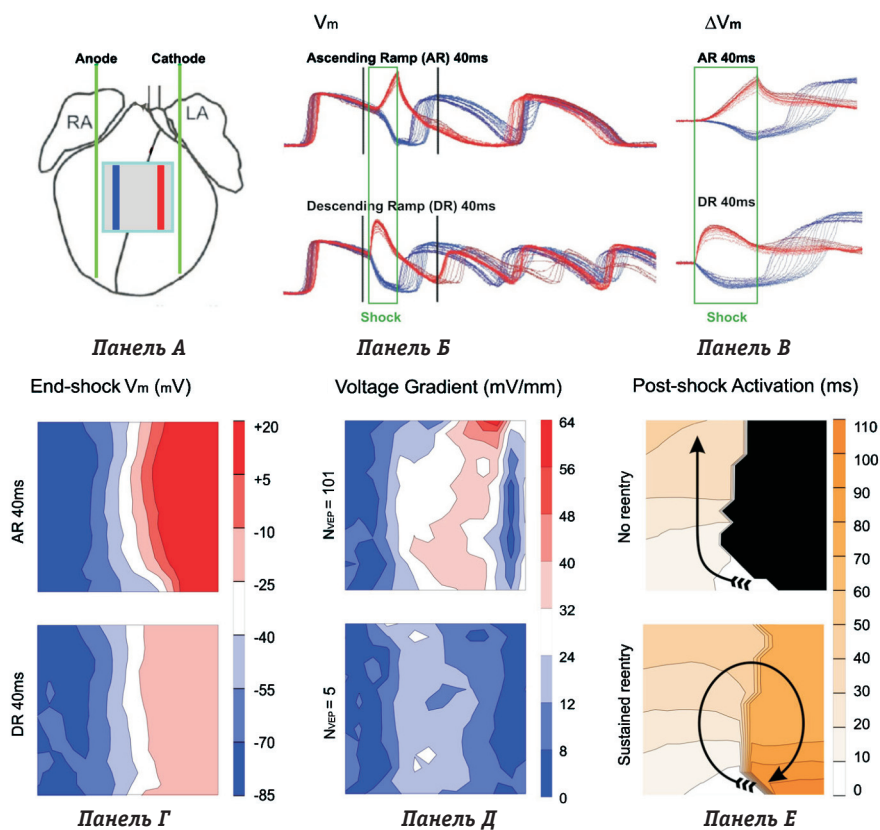 Vm
ΔVm
Anode Cathode
RA
LA
Ascending Ramp (AR) 40ms
AR 40ms
Descending Ramp (DR) 40ms
DR 40ms
Shock
Shock
Панель А
Панель Б
Панель В
End-shock Vm (mV)
Voltage Gradient (mV/mm)
Post-shock Activation (ms)
AR 40ms
+20
+5
-10
-25
-40
-55
-70
-85
DR 40ms
NVEP = 101
64
56
48
40
32
24
12
8
0
NVEP = 5
No reentry
110
100
90
80
70
60
50
40
30
20
10
0
Sustained reentry
Панель Г
Панель Д
Панель Е